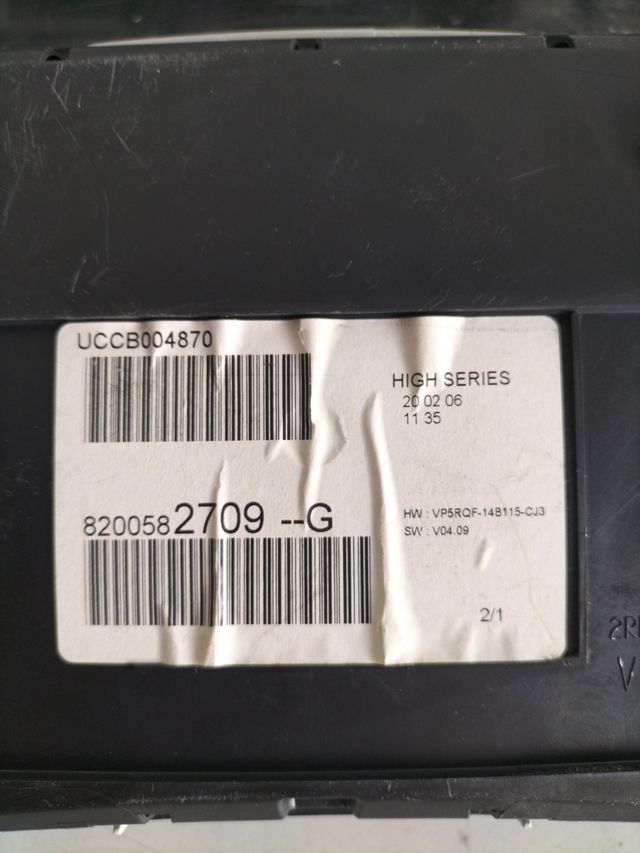 UCCB004870
HIGH SERIES
20 02 06
11 35
8200582709 --G
HW : VP5RQF-14B115-CJ3
SW : V04.09
2/1
V